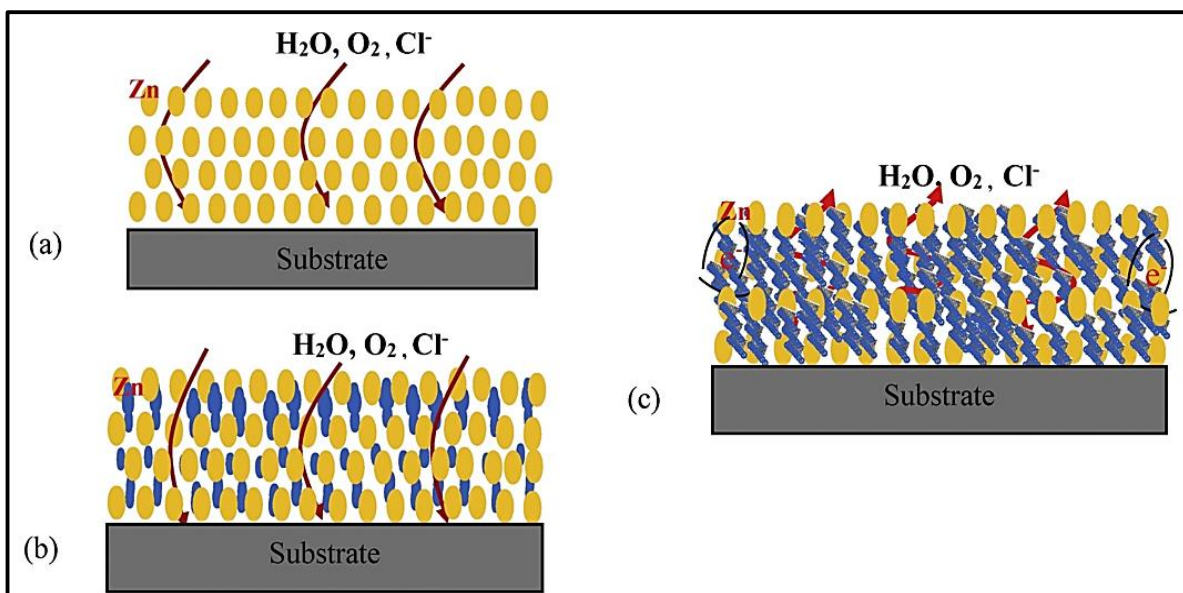 H₂O, O₂ , Cl⁻
Zn
(a)
Substrate
H₂O, O₂ , Cl⁻
Zn
(b)
Substrate
H₂O, O₂ , Cl⁻
Zn
e⁻
e⁻
(c)
Substrate